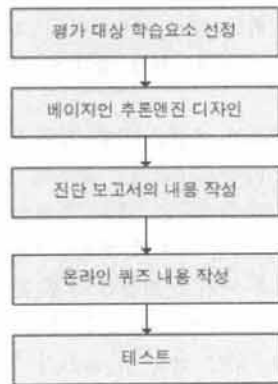 평가 대상 학습요소 선정
베이지안 추론엔진 디자인
진단 보고서의 내용 작성
온라인 퀴즈 내용 작성
테스트